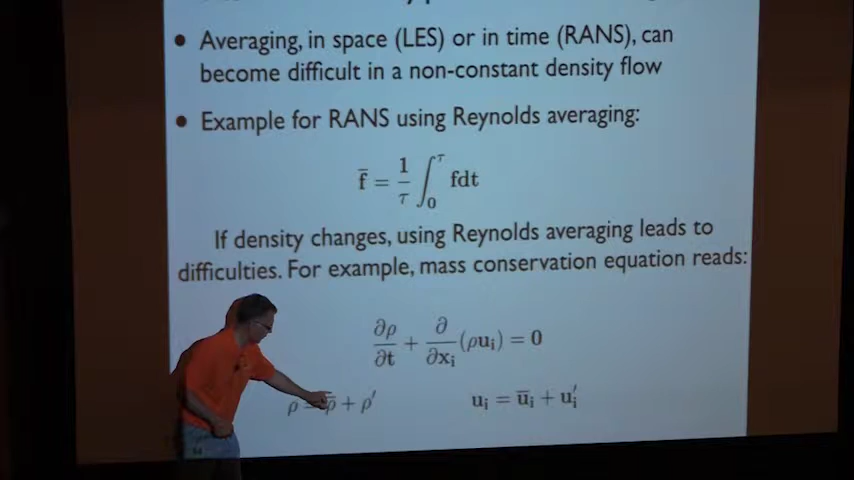 • Averaging, in space (LES) or in time (RANS), can
become difficult in a non-constant density flow
• Example for RANS using Reynolds averaging:
f̄ = 1/τ ∫₀^τ fdt
If density changes, using Reynolds averaging leads to
difficulties. For example, mass conservation equation reads:
∂ρ/∂t + ∂/∂xᵢ (ρuᵢ) = 0
ρ = ρ̄ + ρ′ uᵢ = ūᵢ + uᵢ′